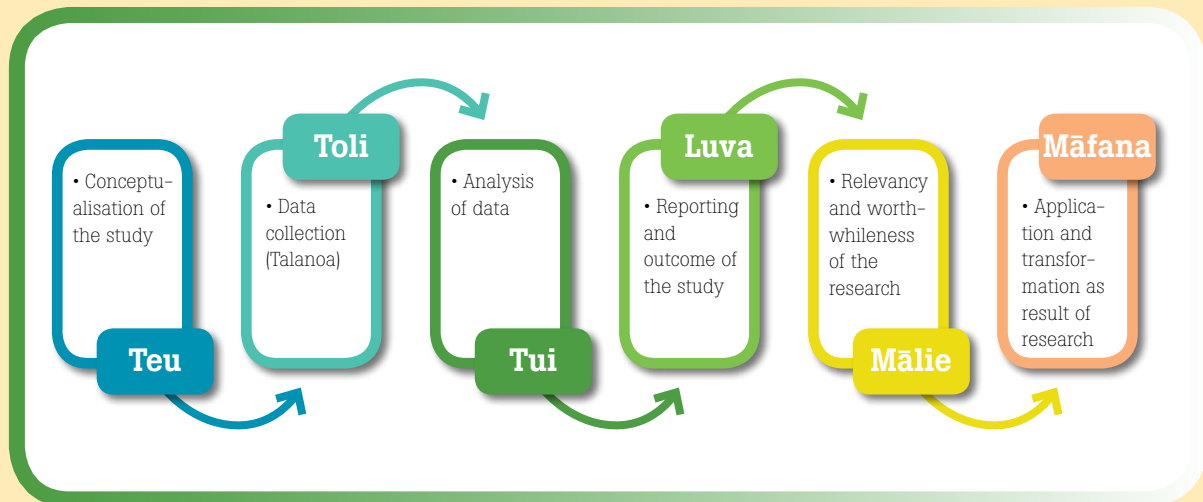 • Conceptu-
alisation of
the study
Teu
Toli
• Data
collection
(Talanoa)
• Analysis
of data
Tui
Luva
• Reporting
and
outcome of
the study
• Relevancy
and worth-
whileness
of the
research
Mālie
Māfana
• Applica-
tion and
transfor-
mation as
result of
research